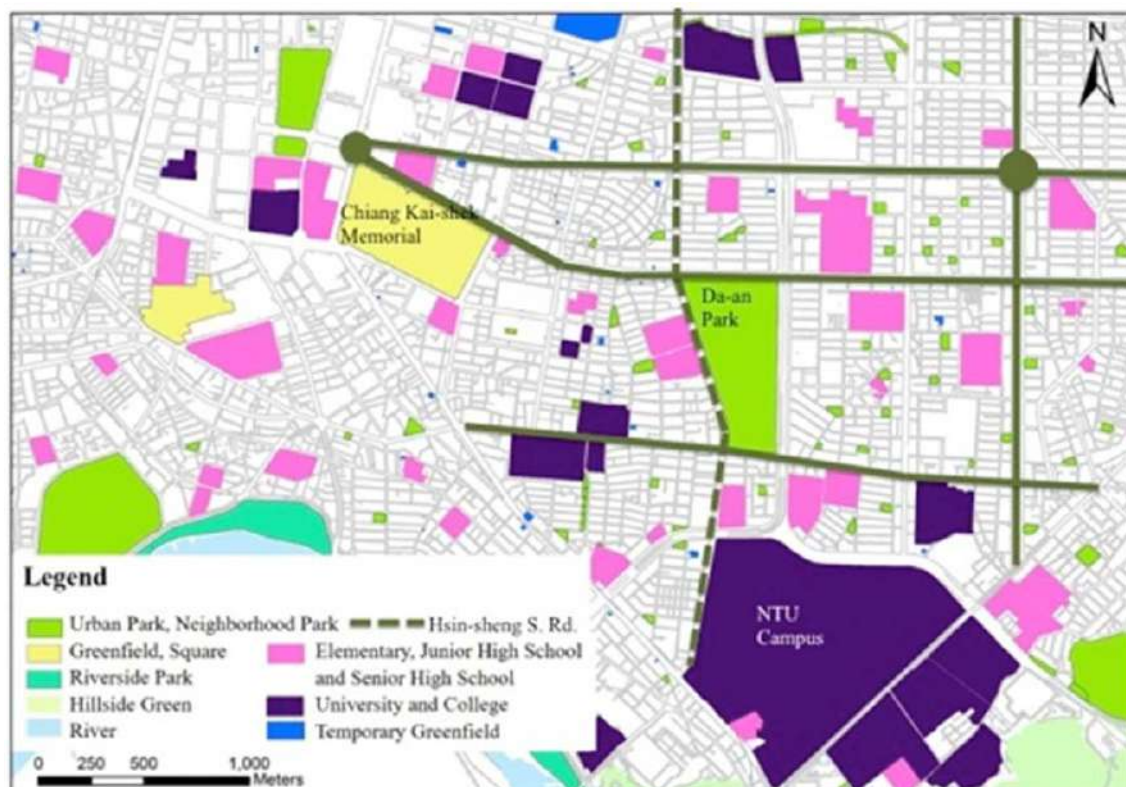 N
Chiang Kai-shek
Memorial
Da-an
Park
NTU
Campus
Legend
Urban Park, Neighborhood Park
Hsin-sheng S. Rd.
Greenfield, Square
Elementary, Junior High School
and Senior High School
Riverside Park
Hillside Green
University and College
River
Temporary Greenfield
0 250 500 1,000
Meters